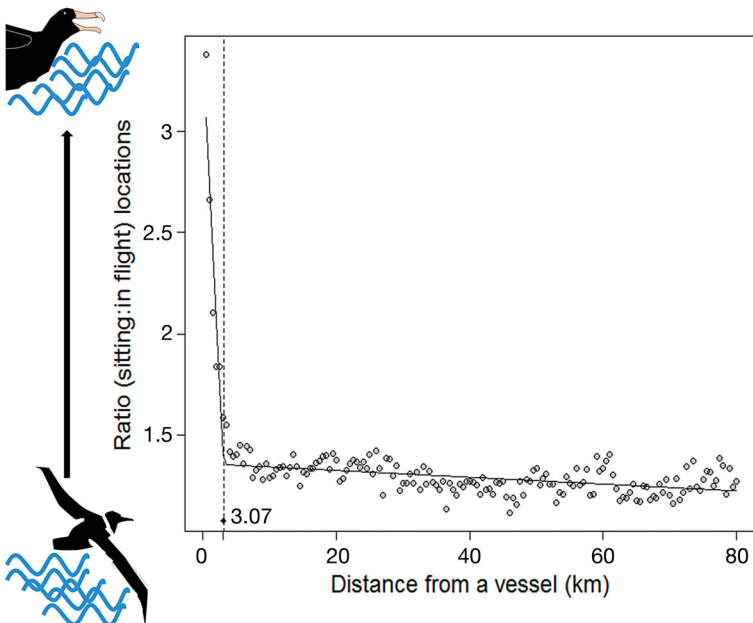 Ratio (sitting:in flight) locations
3
2.5
2
1.5
3.07
0 20 40 60 80
Distance from a vessel (km)